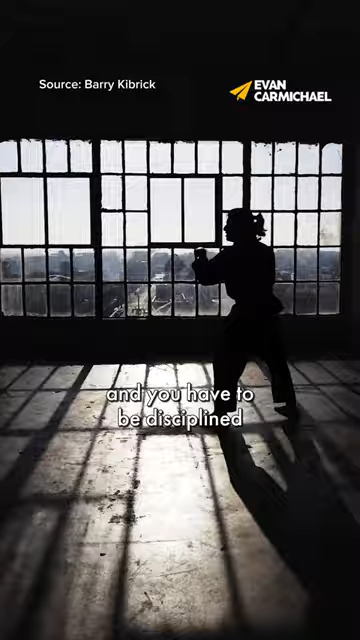 Source: Barry Kibrick
EVAN
CARMICHAEL
and you have to
be disciplined